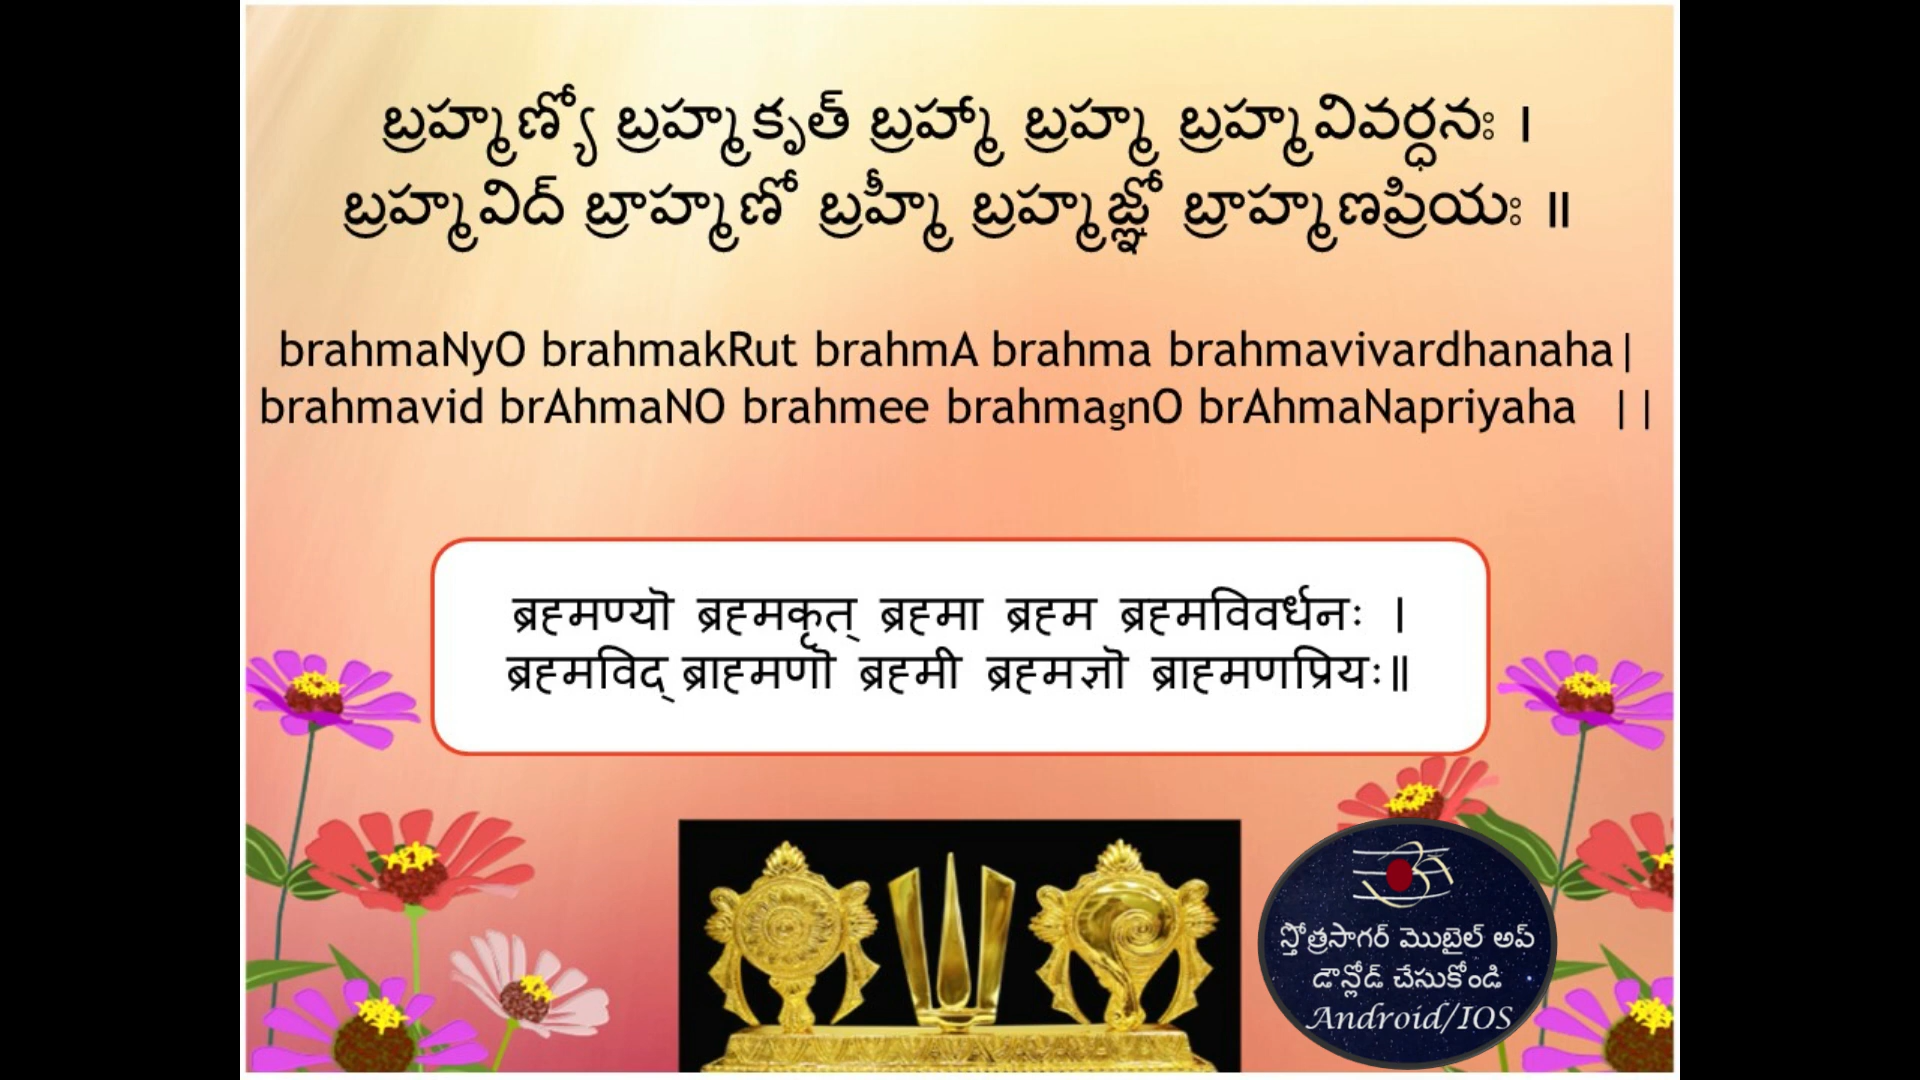 బ్రహ్మణ్యో బ్రహ్మకృత్ బ్రహ్మా బ్రహ్మ బ్రహ్మవివర్ధనః ।
బ్రహ్మవిద్ బ్రాహ్మణో బ్రహ్మీ బ్రహ్మజ్ఞో బ్రాహ్మణప్రియః ॥
brahmaNyO brahmakRut brahmA brahma brahmavivardhanaha|
brahmavid brAhmaNO brahmee brahmagnO brAhmaNapriyaha ||
ब्रह्मण्यॊ ब्रह्मकृत् ब्रह्मा ब्रह्म ब्रह्मविवर्धनः ।
ब्रह्मविद् ब्राह्मणॊ ब्रह्मी ब्रह्मज्ञॊ ब्राह्मणप्रियः॥
స్తోత్రసాగర్ మొబైల్ అప్
డౌన్లోడ్ చేసుకోండి
Android/IOS